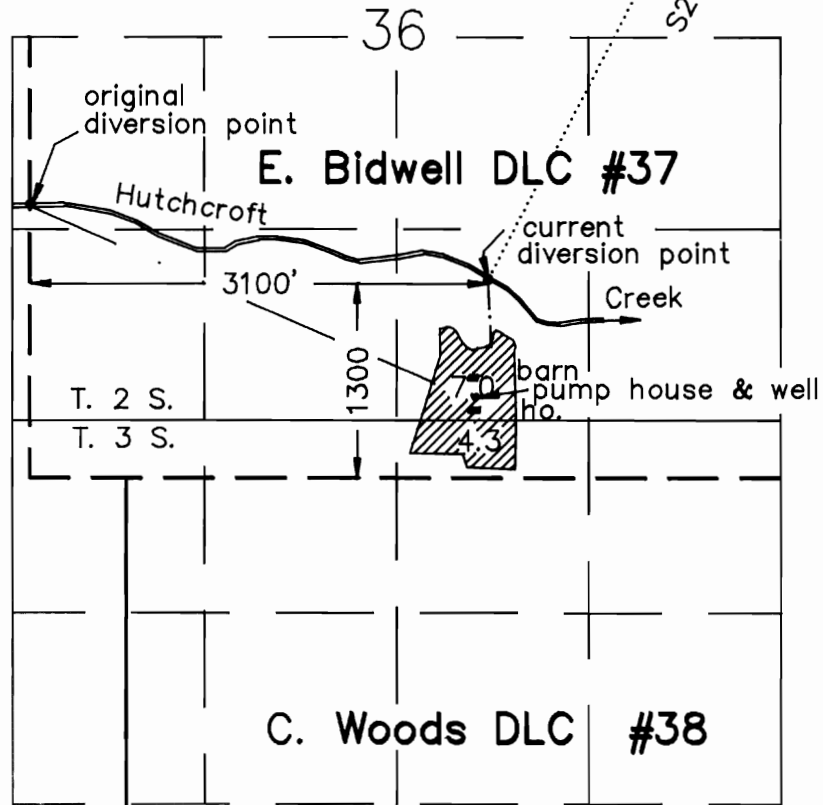 36
S2
original
diversion point
E. Bidwell DLC #37
Hutchcroft
current
diversion point
3100'
Creek
1300
barn
7.0
pump house & well
ho.
T. 2 S.
T. 3 S.
4.3
C. Woods DLC #38